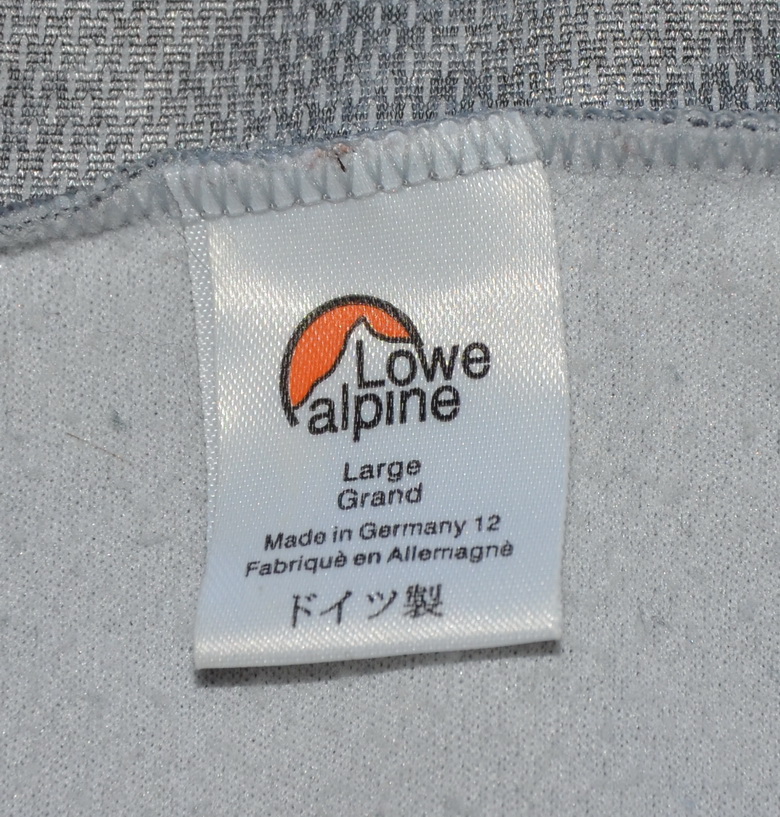 Lowe
alpine
Large
Grand
Made in Germany 12
Fabriquè en Allemagnè
ドイツ製